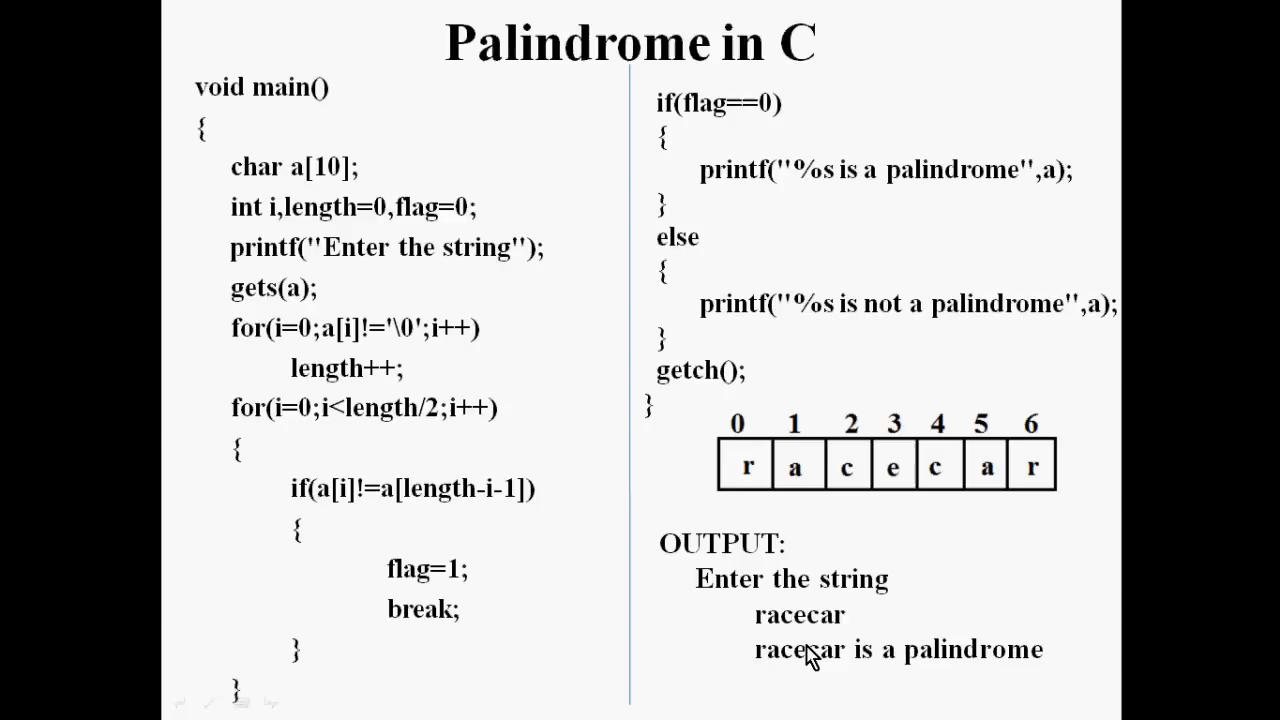 Palindrome in C
void main()
{
char a[10];
int i,length=0,flag=0;
printf("Enter the string");
gets(a);
for(i=0;a[i]!='\0';i++)
length++;
for(i=0;i<length/2;i++)
{
if(a[i]!=a[length-i-1])
{
flag=1;
break;
}
}
if(flag==0)
{
printf("%s is a palindrome",a);
}
else
{
printf("%s is not a palindrome",a);
}
getch();
}
0 1 2 3 4 5 6
r a c e c a r
OUTPUT:
Enter the string
racecar
racecar is a palindrome